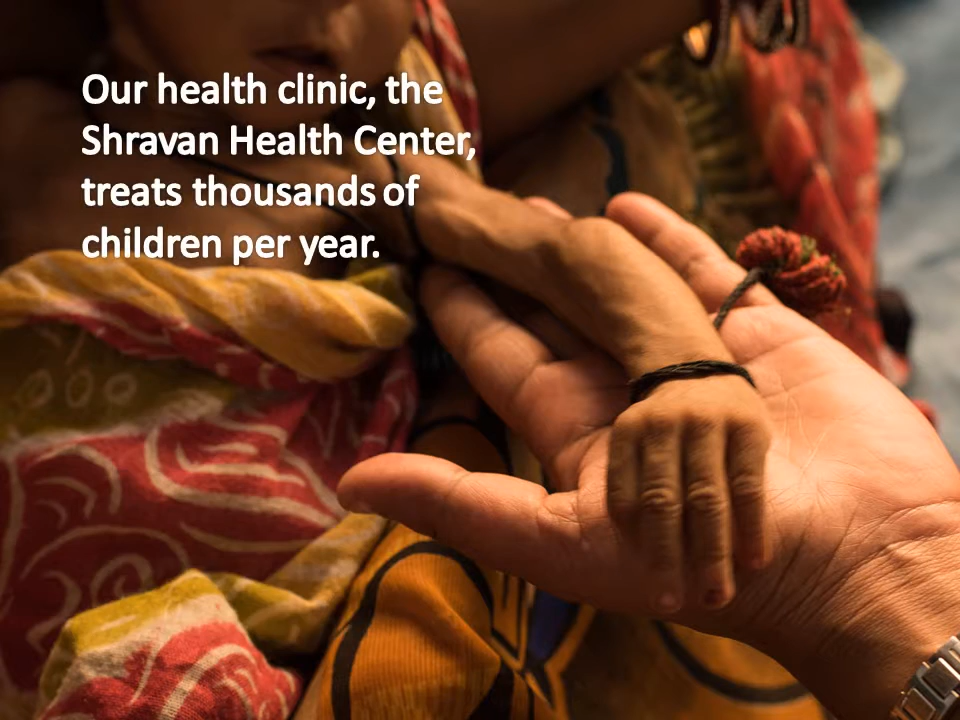 Our health clinic, the
Shravan Health Center,
treats thousands of
children per year.